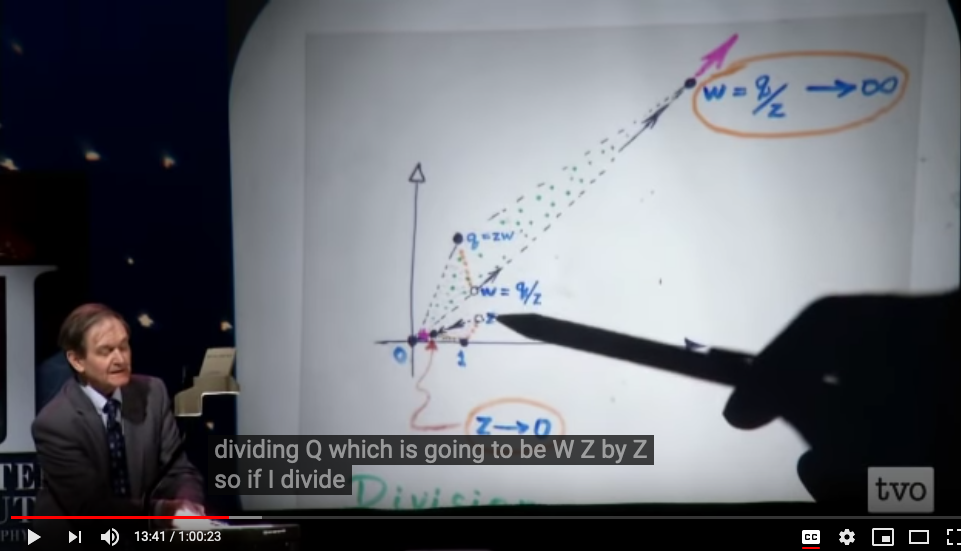 w = q/z → ∞
q = zw
w = q/z
z
0
1
z → 0
dividing Q which is going to be W Z by Z
so if I divide
Division
tvo
13:41 / 1:00:23
CC